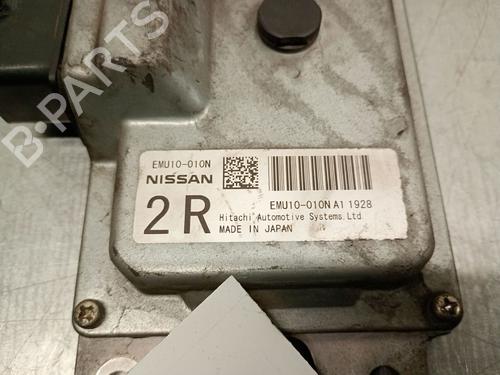 B-PARTS
EMU10-010N
NISSAN
EMU10-010N A1 1928
2R
Hitachi Automotive Systems, Ltd.
MADE IN JAPAN